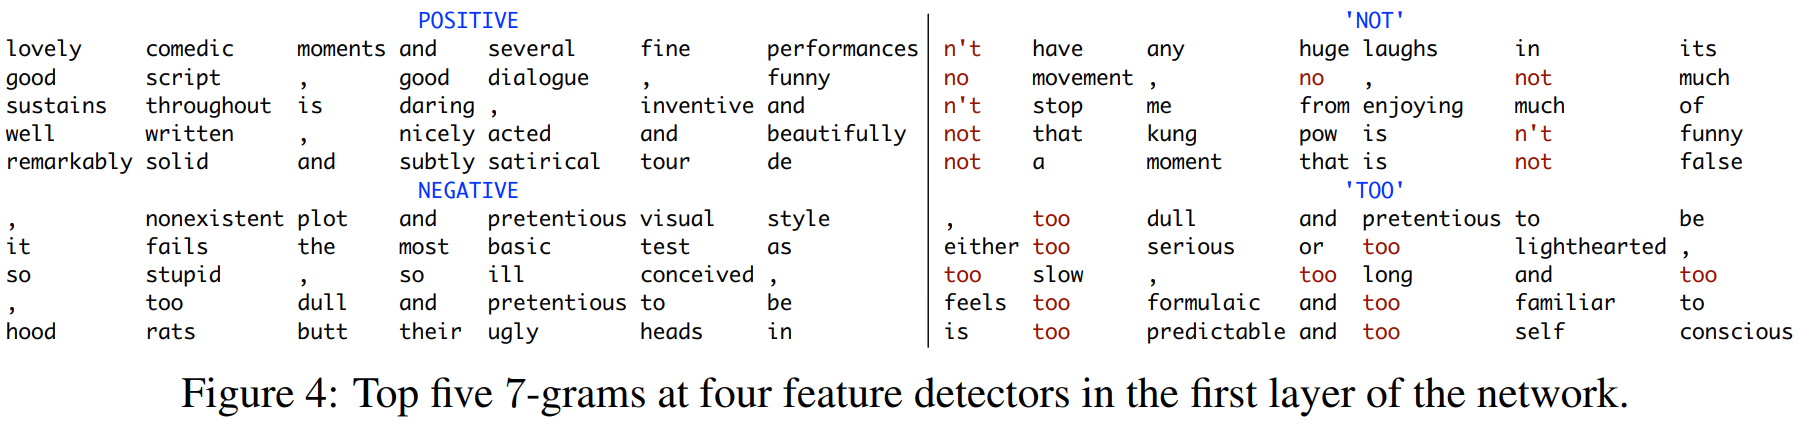 POSITIVE
lovely comedic moments and several fine performances
good script , good dialogue , funny
sustains throughout is daring , inventive and
well written , nicely acted and beautifully
remarkably solid and subtly satirical tour de
NEGATIVE
, nonexistent plot and pretentious visual style
it fails the most basic test as
so stupid , so ill conceived ,
, too dull and pretentious to be
hood rats butt their ugly heads in
'NOT'
n't have any huge laughs in its
no movement , no , not much
n't stop me from enjoying much of
not that kung pow is n't funny
not a moment that is not false
'TOO'
, too dull and pretentious to be
either too serious or too lighthearted ,
too slow , too long and too
feels too formulaic and too familiar to
is too predictable and too self conscious
Figure 4: Top five 7-grams at four feature detectors in the first layer of the network.